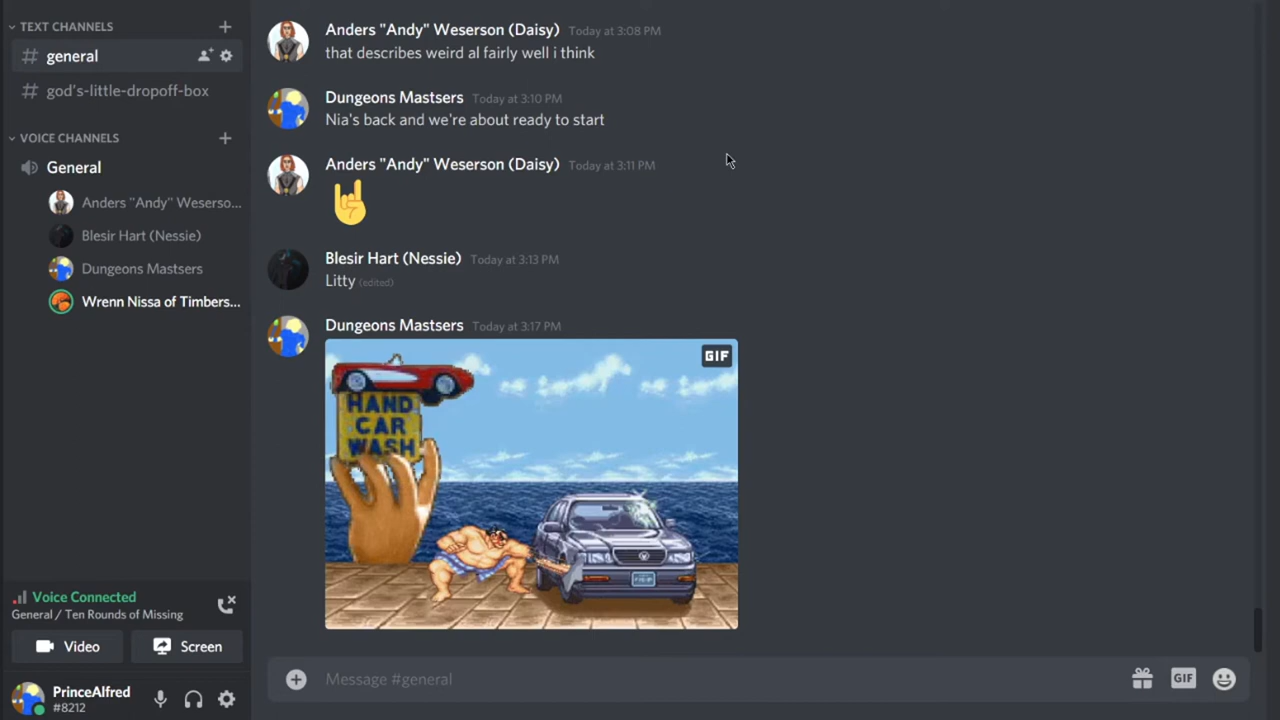 TEXT CHANNELS
# general
# god's-little-dropoff-box
VOICE CHANNELS
General
Anders "Andy" Weserso...
Blesir Hart (Nessie)
Dungeons Mastsers
Wrenn Nissa of Timbers...
Voice Connected
General / Ten Rounds of Missing
Video
Screen
PrinceAlfred
#8212
Anders "Andy" Weserson (Daisy) Today at 3:08 PM
that describes weird al fairly well i think
Dungeons Mastsers Today at 3:10 PM
Nia's back and we're about ready to start
Anders "Andy" Weserson (Daisy) Today at 3:11 PM
Blesir Hart (Nessie) Today at 3:13 PM
Litty (edited)
Dungeons Mastsers Today at 3:17 PM
GIF
HAND
CAR
WASH
Message #general
GIF